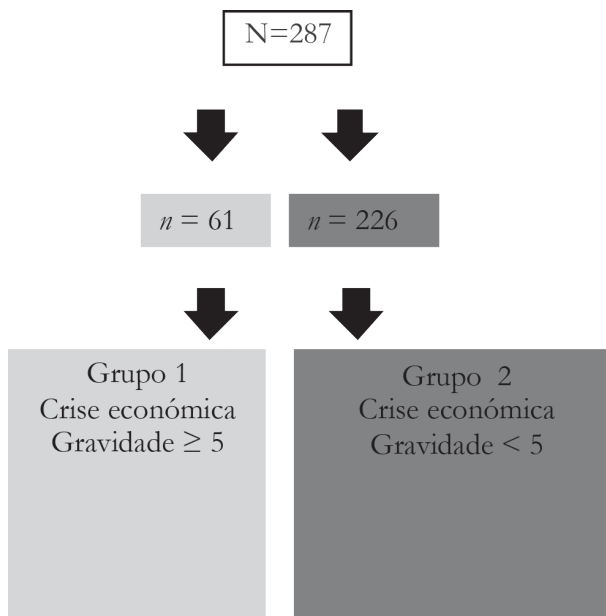 N=287
n = 61
n = 226
Grupo 1
Crise económica
Gravidade ≥ 5
Grupo 2
Crise económica
Gravidade < 5